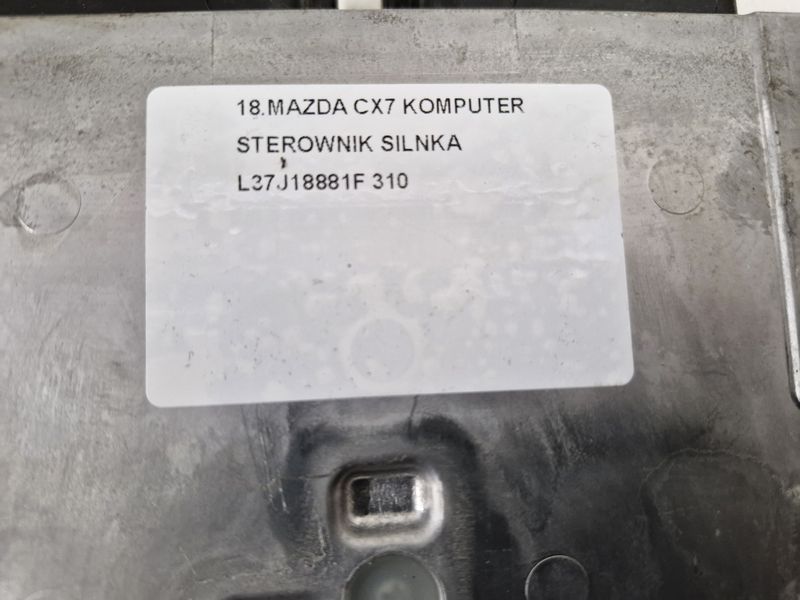 18.MAZDA CX7 KOMPUTER
STEROWNIK SILNKA
L37J18881F 310